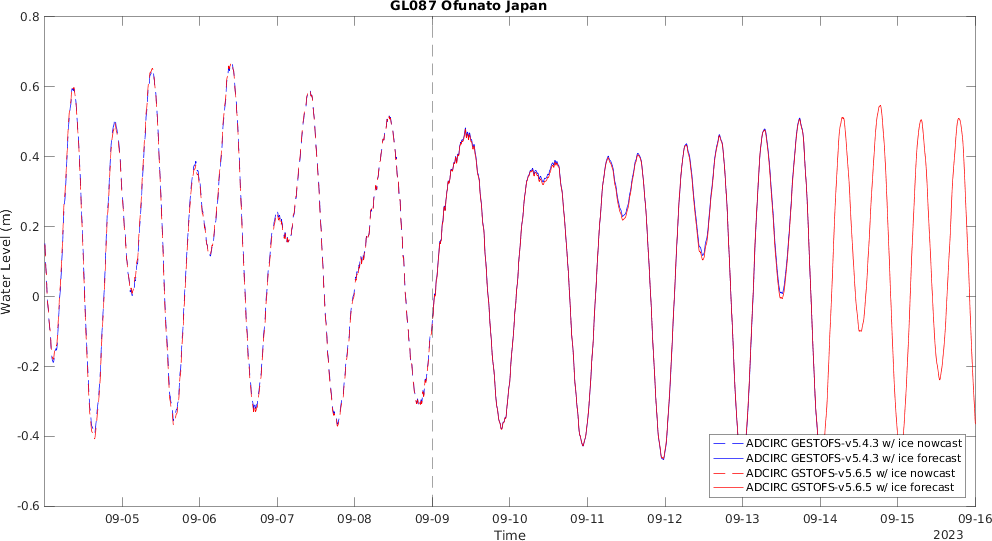 GL087 Ofunato Japan
0.8
0.6
0.4
0.2
0
-0.2
-0.4
-0.6
Water Level (m)
ADCIRC GESTOFS-v5.4.3 w/ ice nowcast
ADCIRC GESTOFS-v5.4.3 w/ ice forecast
ADCIRC GSTOFS-v5.6.5 w/ ice nowcast
ADCIRC GSTOFS-v5.6.5 w/ ice forecast
09-05 09-06 09-07 09-08 09-09 09-10 09-11 09-12 09-13 09-14 09-15 09-16
Time
2023